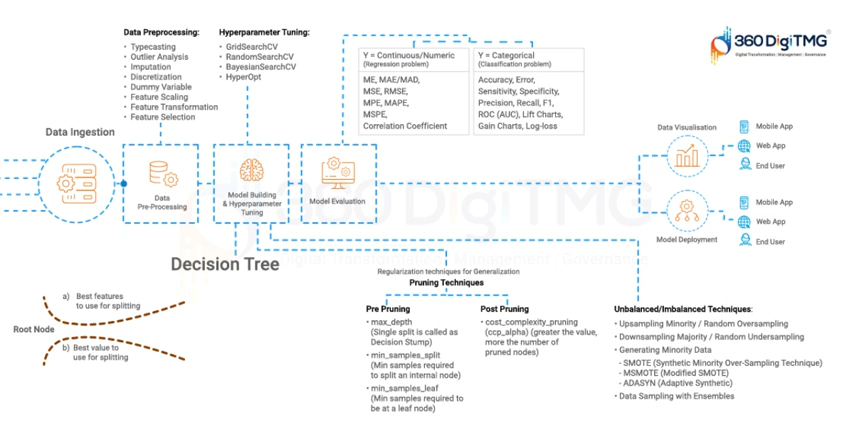 360DigiTMG
Digital Transformation | Management | Governance
Data Preprocessing:
• Typecasting
• Outlier Analysis
• Imputation
• Discretization
• Dummy Variable
• Feature Scaling
• Feature Transformation
• Feature Selection
Hyperparameter Tuning:
• GridSearchCV
• RandomSearchCV
• BayesianSearchCV
• HyperOpt
Y = Continuous/Numeric
(Regression problem)
ME, MAE/MAD,
MSE, RMSE,
MPE, MAPE,
MSPE,
Correlation Coefficient
Y = Categorical
(Classification problem)
Accuracy, Error,
Sensitivity, Specificity,
Precision, Recall, F1,
ROC (AUC), Lift Charts,
Gain Charts, Log-loss
Data Ingestion
Data
Pre-Processing
Model Building
& Hyperparameter
Tuning
Model Evaluation
Data Visualisation
Mobile App
Web App
End User
Model Deployment
Mobile App
Web App
End User
360DigiTMG
Digital Transformation | Management | Governance
Decision Tree
Root Node
a) Best features
to use for splitting
b) Best value to
use for splitting
Regularization techniques for Generalization
Pruning Techniques
Pre Pruning
• max_depth
(Single split is called as
Decision Stump)
• min_samples_split
(Min samples required
to split an internal node)
• min_samples_leaf
(Min samples required to
be at a leaf node)
Post Pruning
• cost_complexity_pruning
(ccp_alpha) (greater the value,
more the number of
pruned nodes)
Unbalanced/Imbalanced Techniques:
• Upsampling Minority / Random Oversampling
• Downsampling Majority / Random Undersampling
• Generating Minority Data
- SMOTE (Synthetic Minority Over-Sampling Technique)
- MSMOTE (Modified SMOTE)
- ADASYN (Adaptive Synthetic)
• Data Sampling with Ensembles